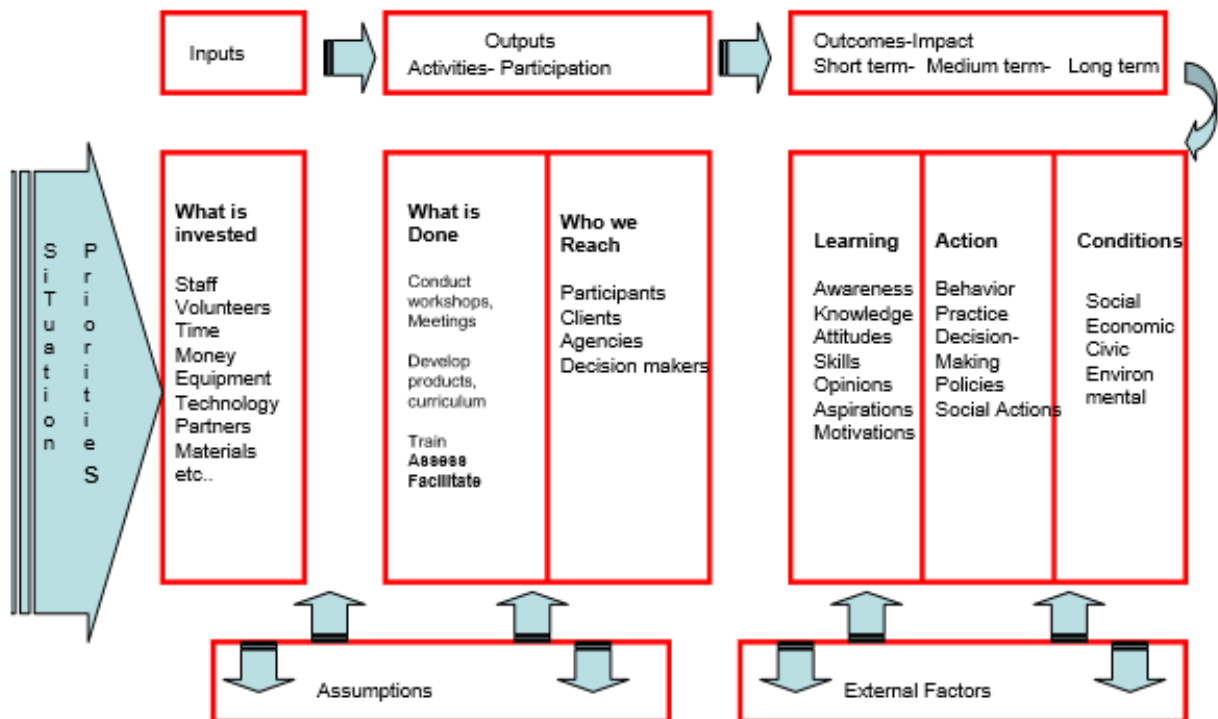 Inputs
Outputs
Activities- Participation
Outcomes-Impact
Short term- Medium term- Long term
SiTuation
PrioritieS
What is
invested
Staff
Volunteers
Time
Money
Equipment
Technology
Partners
Materials
etc..
What is
Done
Conduct
workshops,
Meetings
Develop
products,
curriculum
Train
Assess
Facilitate
Who we
Reach
Participants
Clients
Agencies
Decision makers
Learning
Awareness
Knowledge
Attitudes
Skills
Opinions
Aspirations
Motivations
Action
Behavior
Practice
Decision-
Making
Policies
Social Actions
Conditions
Social
Economic
Civic
Environ
mental
Assumptions
External Factors